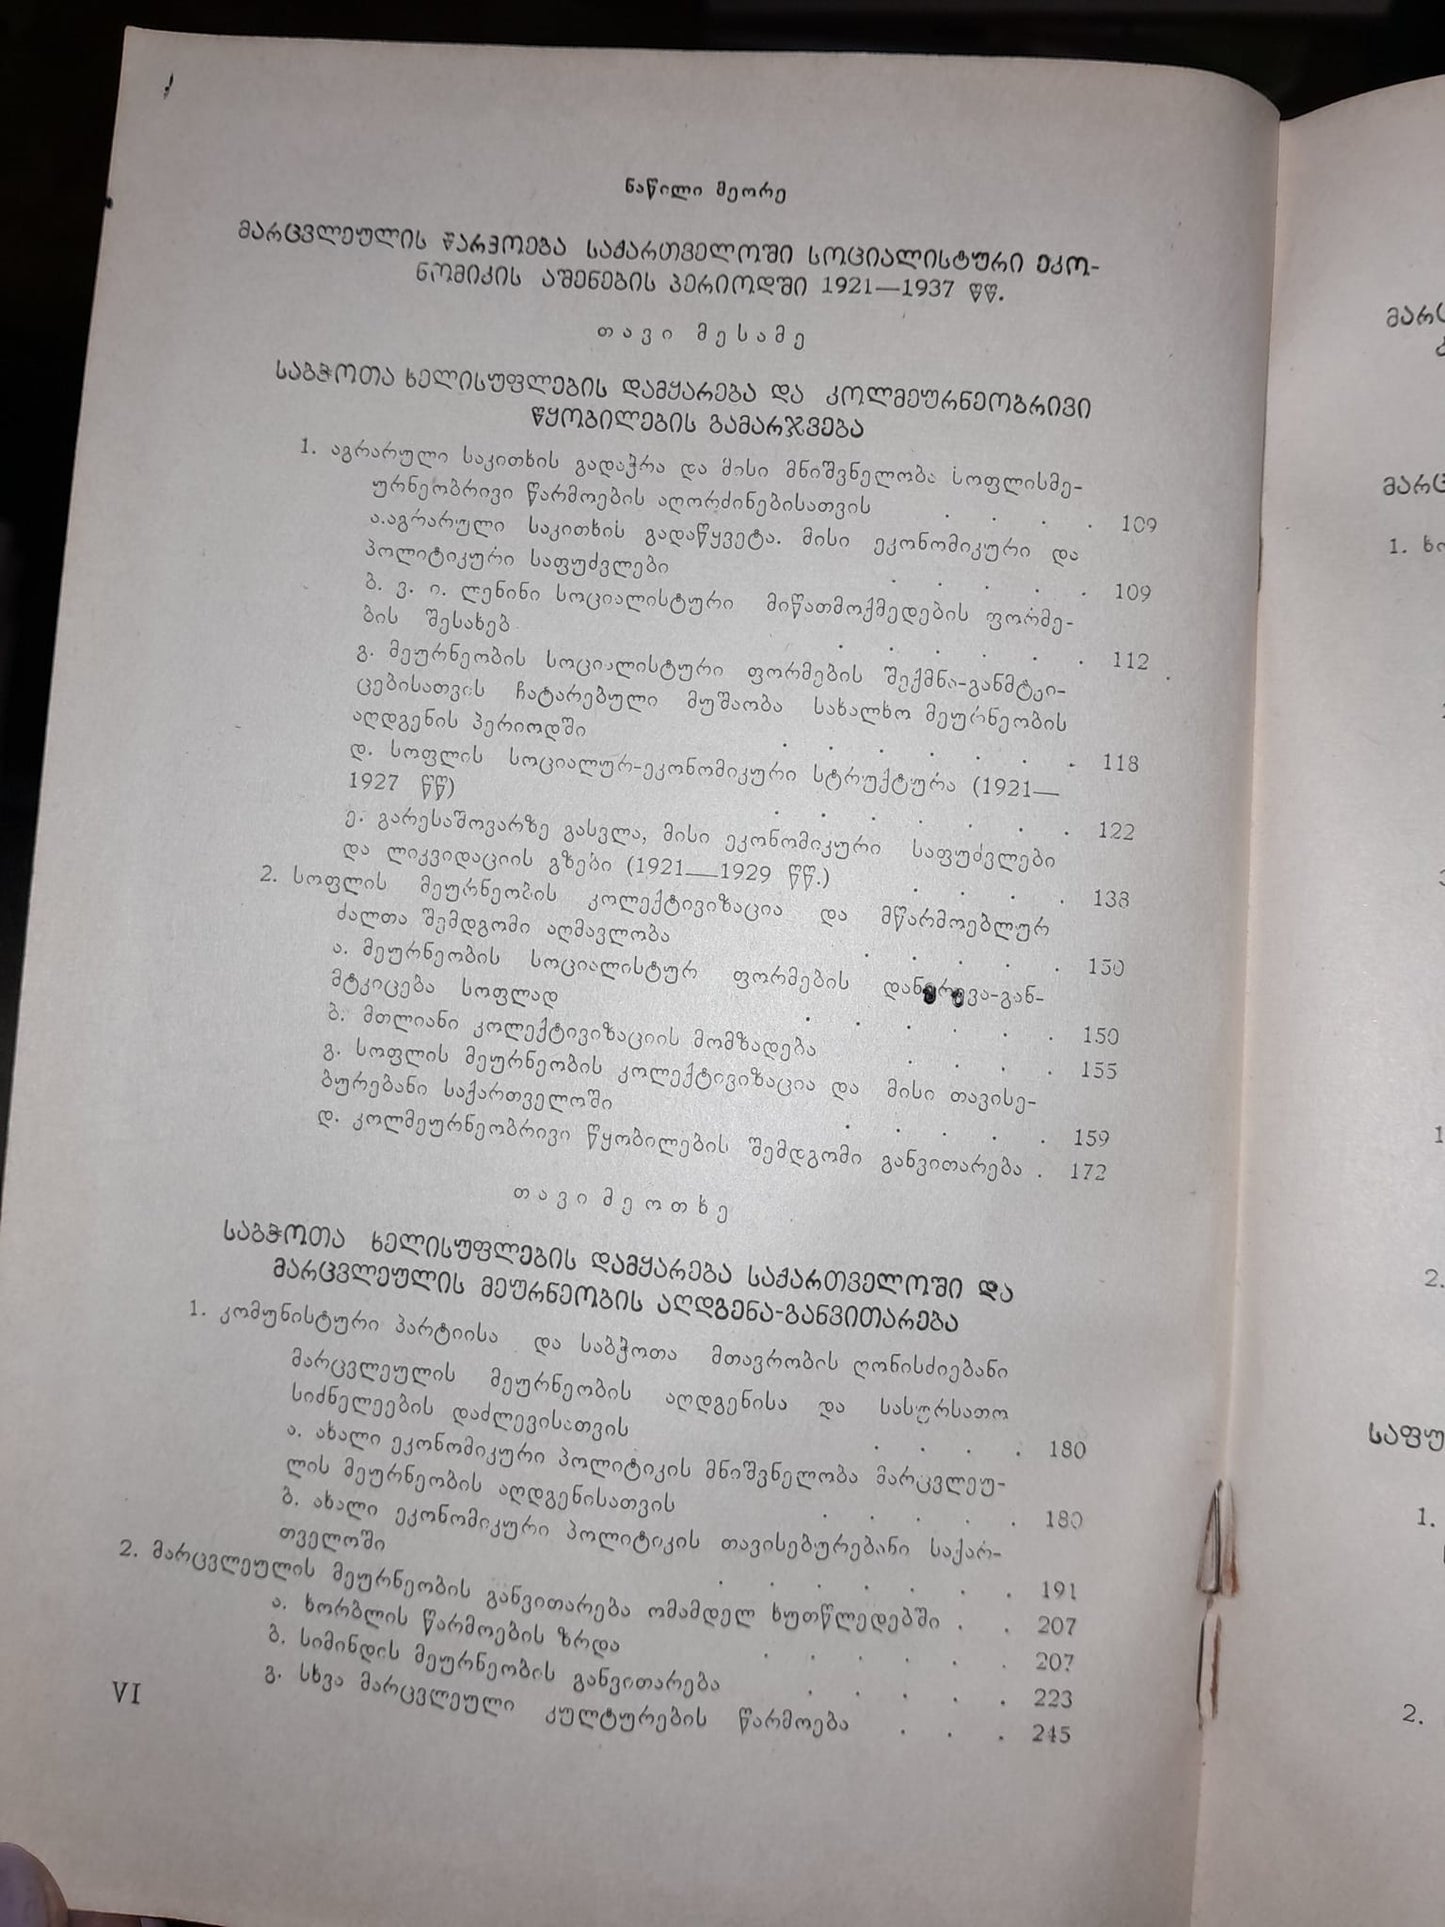 ნაწილი მეორე
მარცვლეულის წარმოება საქართველოში სოციალისტური ეკო-
ნომიკის აშენების პერიოდში 1921—1937 წწ.
თავი მესამე
საბჭოთა ხელისუფლების დამყარება და კოლმეურნეობრივი
წყობილების გამარჯვება
1. აგრარული საკითხის გადაჭრა და მისი მნიშვნელობა სოფლისმე-
ურნეობრივი წარმოების აღორძინებისათვის . . . . 109
ა.აგრარული საკითხის გადაწყვეტა. მისი ეკონომიკური და
პოლიტიკური საფუძვლები . . . . . 109
ბ. ვ. ი. ლენინი სოციალისტური მიწათმოქმედების ფორმე-
ბის შესახებ . . . . . . 112
გ. მეურნეობის სოციალისტური ფორმების შექმნა-განმტკი-
ცებისათვის ჩატარებული მუშაობა სახალხო მეურნეობის
აღდგენის პერიოდში . . . . . . . 118
დ. სოფლის სოციალურ-ეკონომიკური სტრუქტურა (1921—
1927 წწ) . . . . . . 122
ე. გარესაშოვარზე გასვლა, მისი ეკონომიკური საფუძვლები
და ლიკვიდაციის გზები (1921—1929 წწ.) . . . . 138
2. სოფლის მეურნეობის კოლექტივიზაცია და მწარმოებლურ
ძალთა შემდგომი აღმავლობა . . . . . 150
ა. მეურნეობის სოციალისტურ ფორმების დანერგვა-გან-
მტკიცება სოფლად . . . . . . 150
ბ. მთლიანი კოლექტივიზაციის მომზადება . . . . 155
გ. სოფლის მეურნეობის კოლექტივიზაცია და მისი თავისე-
ბურებანი საქართველოში . . . . . 159
დ. კოლმეურნეობრივი წყობილების შემდგომი განვითარება . 172
თავი მეოთხე
საბჭოთა ხელისუფლების დამყარება საქართველოში და
მარცვლეულის მეურნეობის აღდგენა-განვითარება
1. კომუნისტური პარტიისა და საბჭოთა მთავრობის ღონისძიებანი
მარცვლეულის მეურნეობის აღდგენისა და სასურსათო
სიძნელეების დაძლევისათვის . . . . 180
ა. ახალი ეკონომიკური პოლიტიკის მნიშვნელობა მარცვლეუ-
ლის მეურნეობის აღდგენისათვის . . . . . 180
ბ. ახალი ეკონომიკური პოლიტიკის თავისებურებანი საქარ-
თველოში . . . . . . . 191
2. მარცვლეულის მეურნეობის განვითარება ომამდელ ხუთწლედებში . . 207
ა. ხორბლის წარმოების ზრდა . . . . . . 207
ბ. სიმინდის მეურნეობის განვითარება . . . . . 223
გ. სხვა მარცვლეული კულტურების წარმოება . . . 245
VI